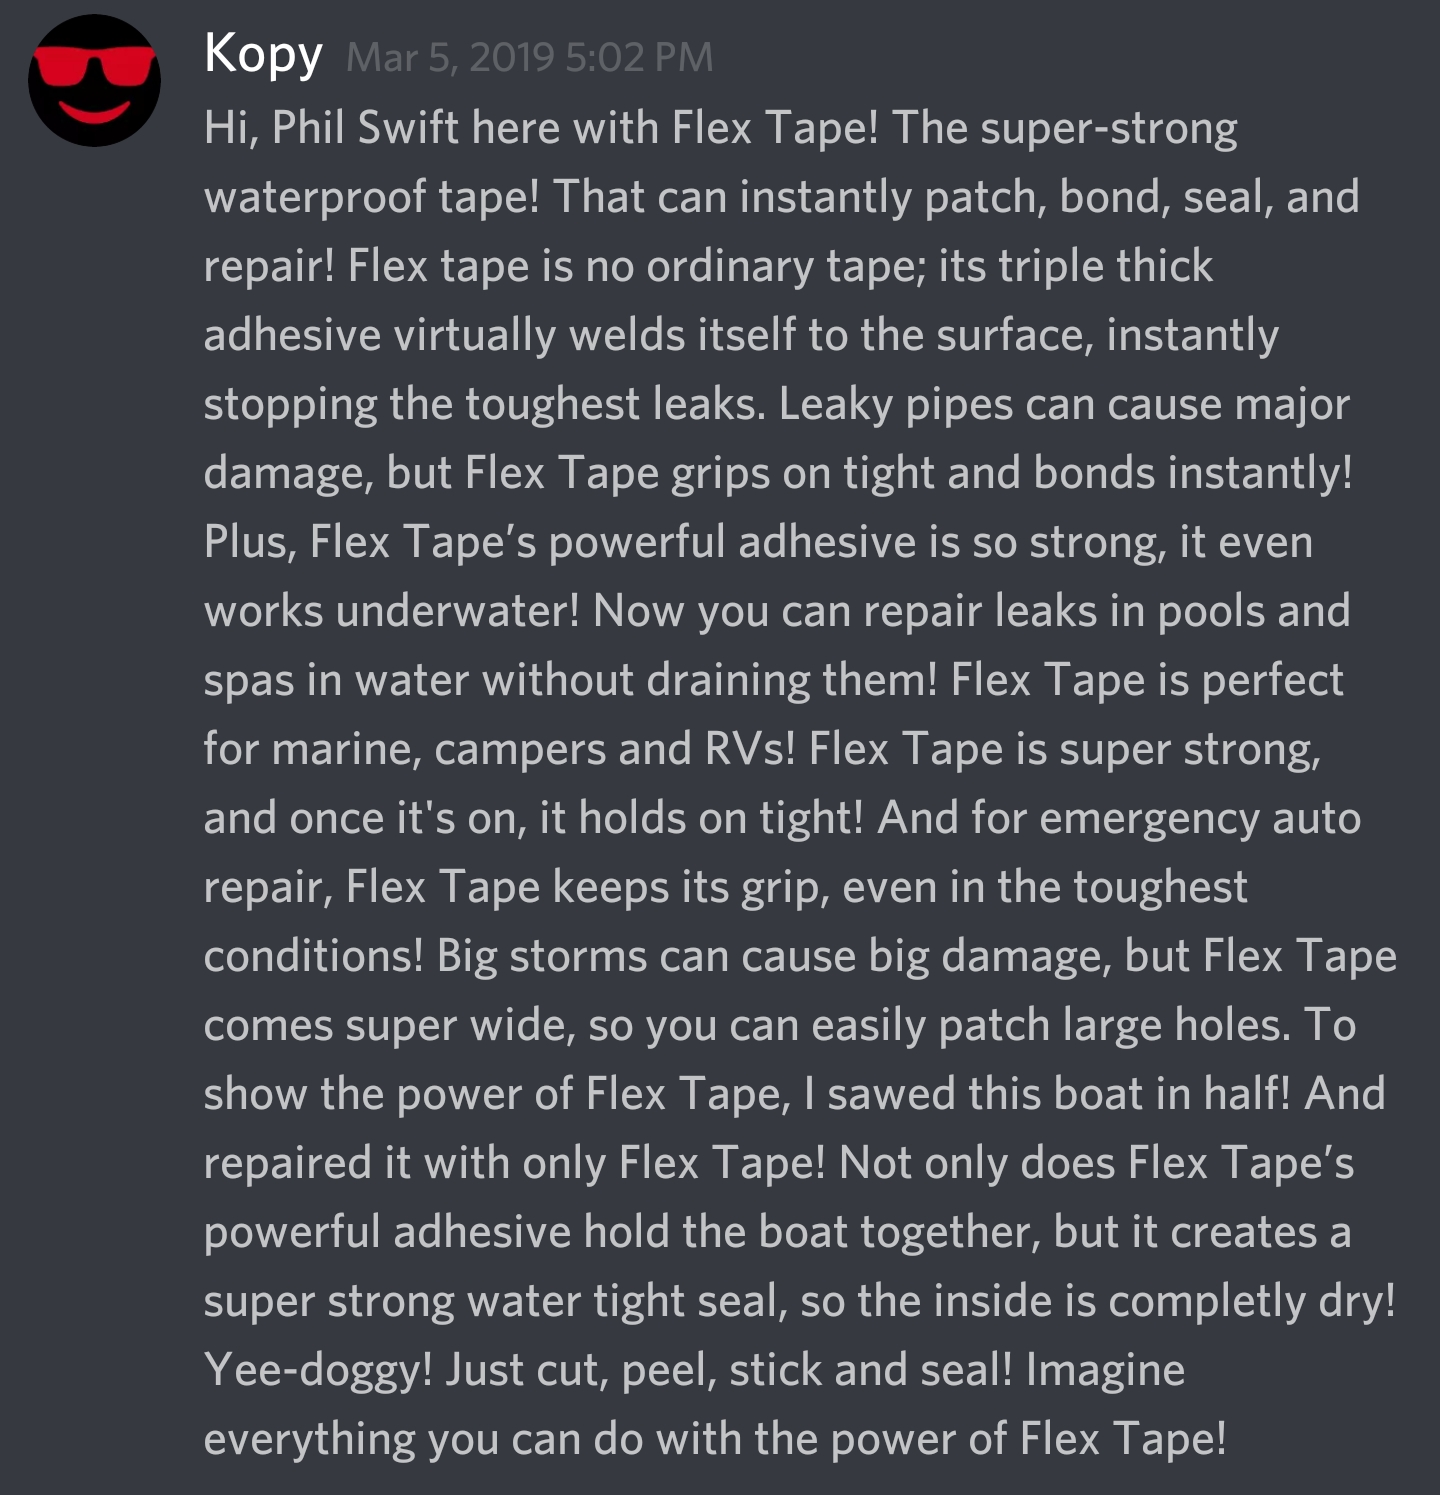 Kopy Mar 5, 2019 5:02 PM
Hi, Phil Swift here with Flex Tape! The super-strong
waterproof tape! That can instantly patch, bond, seal, and
repair! Flex tape is no ordinary tape; its triple thick
adhesive virtually welds itself to the surface, instantly
stopping the toughest leaks. Leaky pipes can cause major
damage, but Flex Tape grips on tight and bonds instantly!
Plus, Flex Tape’s powerful adhesive is so strong, it even
works underwater! Now you can repair leaks in pools and
spas in water without draining them! Flex Tape is perfect
for marine, campers and RVs! Flex Tape is super strong,
and once it's on, it holds on tight! And for emergency auto
repair, Flex Tape keeps its grip, even in the toughest
conditions! Big storms can cause big damage, but Flex Tape
comes super wide, so you can easily patch large holes. To
show the power of Flex Tape, I sawed this boat in half! And
repaired it with only Flex Tape! Not only does Flex Tape’s
powerful adhesive hold the boat together, but it creates a
super strong water tight seal, so the inside is completly dry!
Yee-doggy! Just cut, peel, stick and seal! Imagine
everything you can do with the power of Flex Tape!